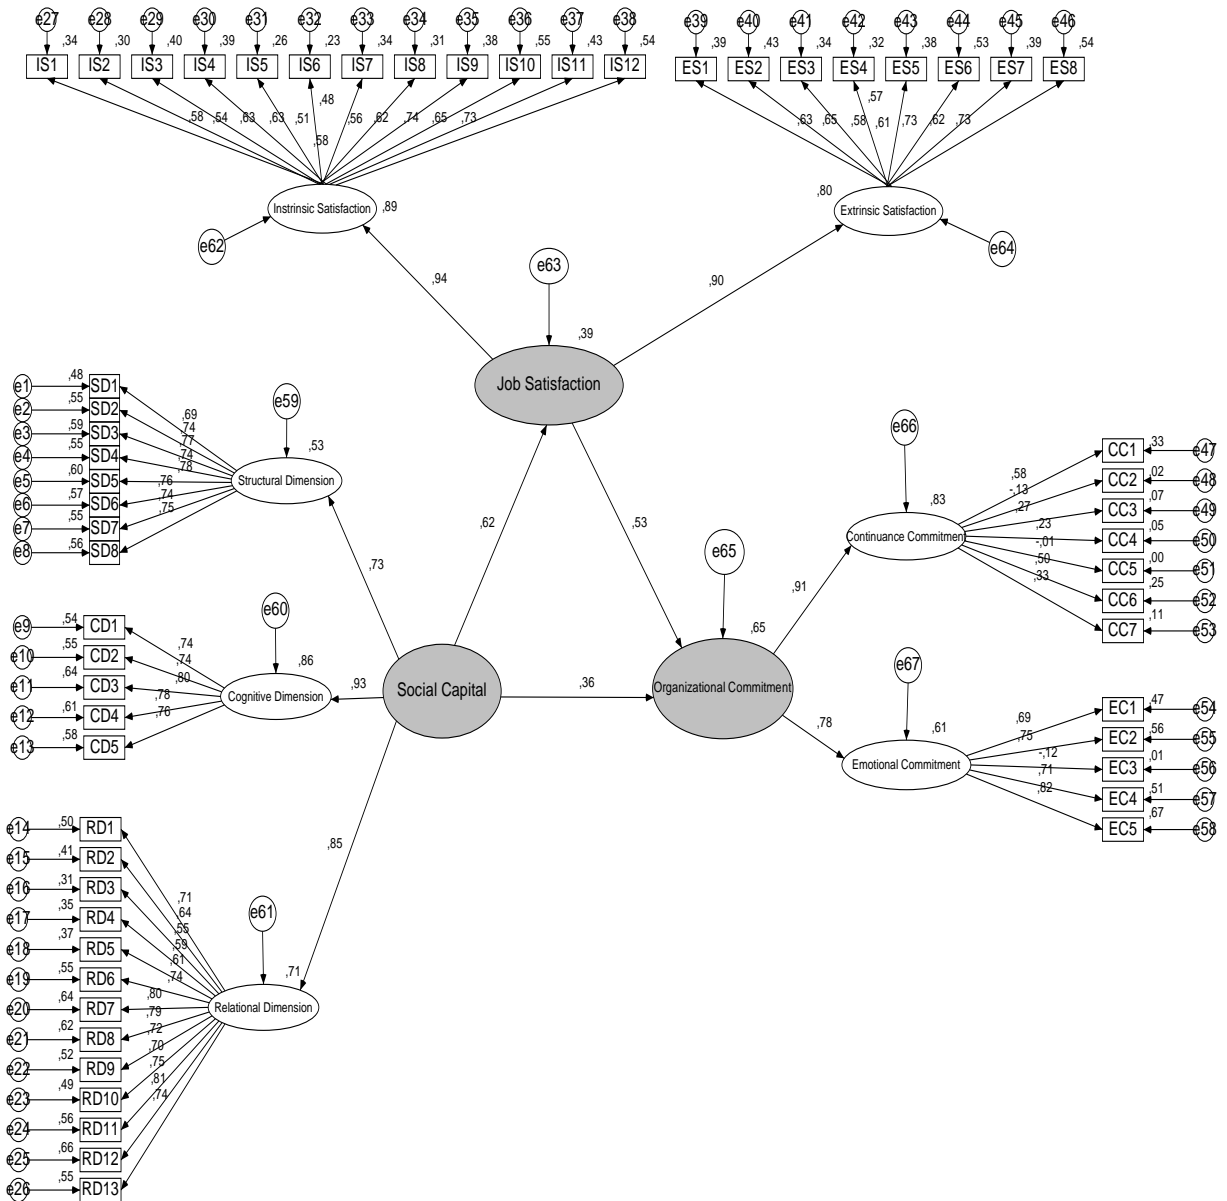 e27 e28 e29 e30 e31 e32 e33 e34 e35 e36 e37 e38
,34 ,30 ,40 ,39 ,26 ,23 ,34 ,31 ,38 ,55 ,43 ,54
IS1 IS2 IS3 IS4 IS5 IS6 IS7 IS8 IS9 IS10 IS11 IS12
,48
,58 ,54 ,63 ,63 ,51 ,56 ,62 ,74 ,65 ,73
,58
Instrinsic Satisfaction
,89
e62
e39 e40 e41 e42 e43 e44 e45 e46
,39 ,43 ,34 ,32 ,38 ,53 ,39 ,54
ES1 ES2 ES3 ES4 ES5 ES6 ES7 ES8
,57
,63 ,65 ,58 ,61 ,73 ,62 ,73
,80
Extrinsic Satisfaction
e64
,94
e63
,90
,39
Job Satisfaction
e1 ,48 SD1
e2 ,55 SD2
e3 ,59 SD3
e4 ,55 SD4
e5 ,60 SD5
e6 ,57 SD6
e7 ,55 SD7
e8 ,56 SD8
,69
,74
,77
,74
,78
,76
,74
,75
e59
,53
Structural Dimension
,73
,62
,53
e66
,83
Continuance Commitment
,58
-,13
,27
,23
-,01
,50
,33
CC1 ,33 e47
CC2 ,02 e48
CC3 ,07 e49
CC4 ,05 e50
CC5 ,00 e51
CC6 ,25 e52
CC7 ,11 e53
e65
,91
,65
e9 ,54 CD1
e10 ,55 CD2
e11 ,64 CD3
e12 ,61 CD4
e13 ,58 CD5
,74
,74
,80
,78
,76
e60
,86
Cognitive Dimension
,93
Social Capital
,36
Organizational Commitment
,78
e67
,61
Emotional Commitment
,69
,75
-,12
,71
,82
EC1 ,47 e54
EC2 ,56 e55
EC3 ,01 e56
EC4 ,51 e57
EC5 ,67 e58
,85
e14 ,50 RD1
e15 ,41 RD2
e16 ,31 RD3
e17 ,35 RD4
e18 ,37 RD5
e19 ,55 RD6
e20 ,64 RD7
e21 ,62 RD8
e22 ,52 RD9
e23 ,49 RD10
e24 ,56 RD11
e25 ,66 RD12
e26 ,55 RD13
,71
,64
,55
,59
,61
,74
,80
,79
,72
,70
,75
,81
,74
e61
,71
Relational Dimension